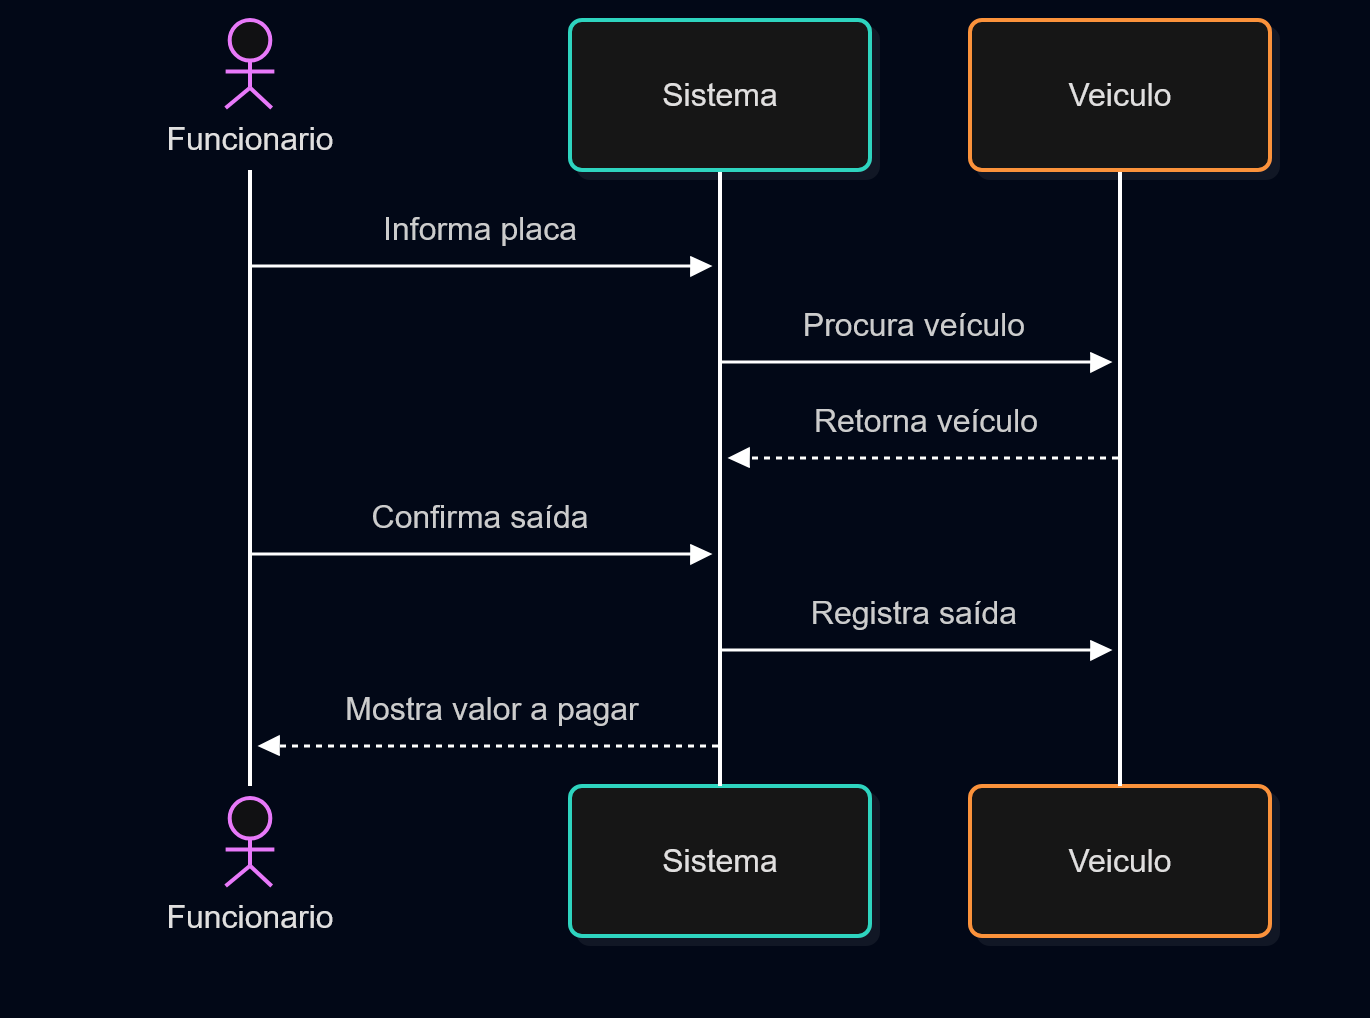 Funcionario
Sistema
Veiculo
Informa placa
Procura veículo
Retorna veículo
Confirma saída
Registra saída
Mostra valor a pagar
Funcionario
Sistema
Veiculo